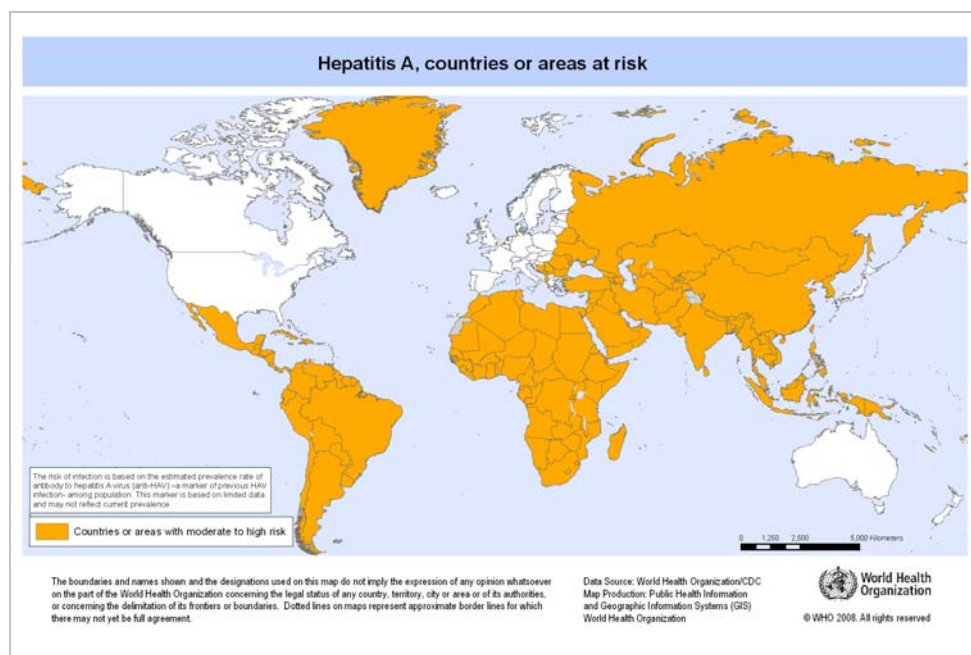 Hepatitis A, countries or areas at risk
The risk of infection is based on the estimated prevalence rate of
antibody to hepatitis A virus (anti-HAV) –a marker of previous HAV
infection- among population. This marker is based on limited data
and may not reflect current prevalence
Countries or areas with moderate to high risk
0 1,250 2,500 5,000 Kilometers
The boundaries and names shown and the designations used on this map do not imply the expression of any opinion whatsoever
on the part of the World Health Organization concerning the legal status of any country, territory, city or area or of its authorities,
or concerning the delimitation of its frontiers or boundaries. Dotted lines on maps represent approximate border lines for which
there may not yet be full agreement.
Data Source: World Health Organization/CDC
Map Production: Public Health Information
and Geographic Information Systems (GIS)
World Health Organization
World Health
Organization
© WHO 2008. All rights reserved